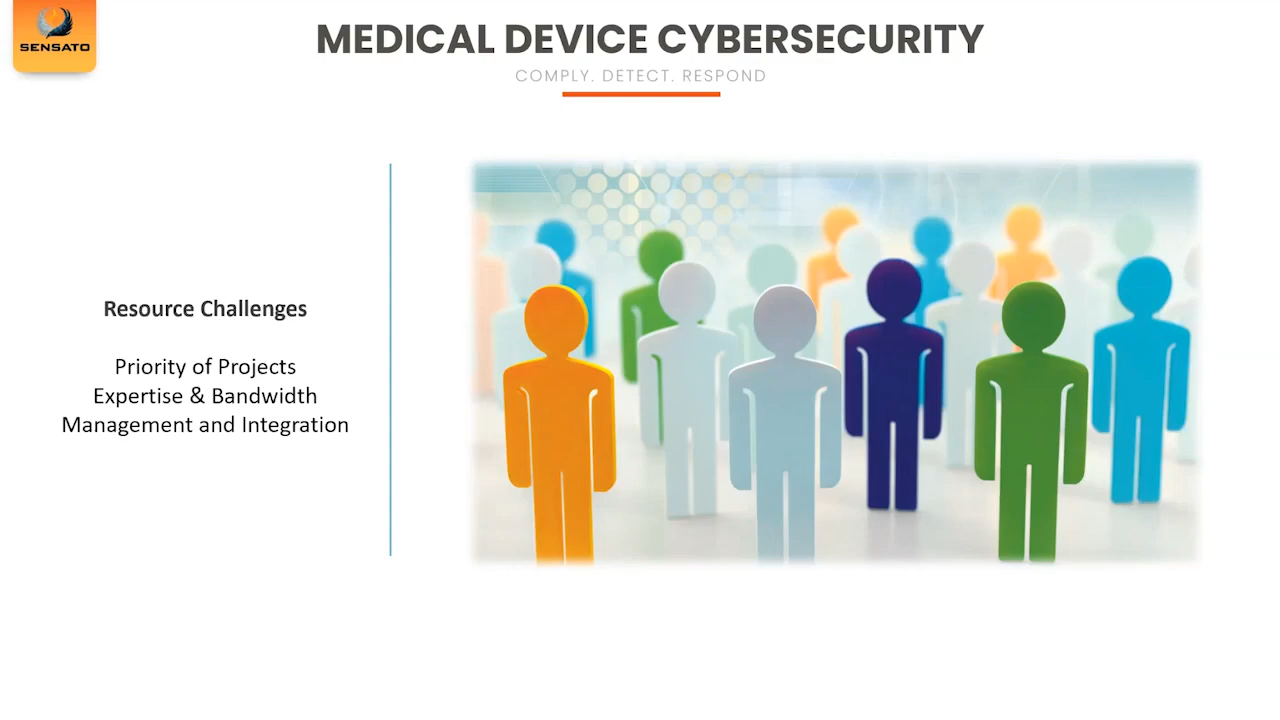 SENSATO
MEDICAL DEVICE CYBERSECURITY
COMPLY. DETECT. RESPOND
Resource Challenges
Priority of Projects
Expertise & Bandwidth
Management and Integration